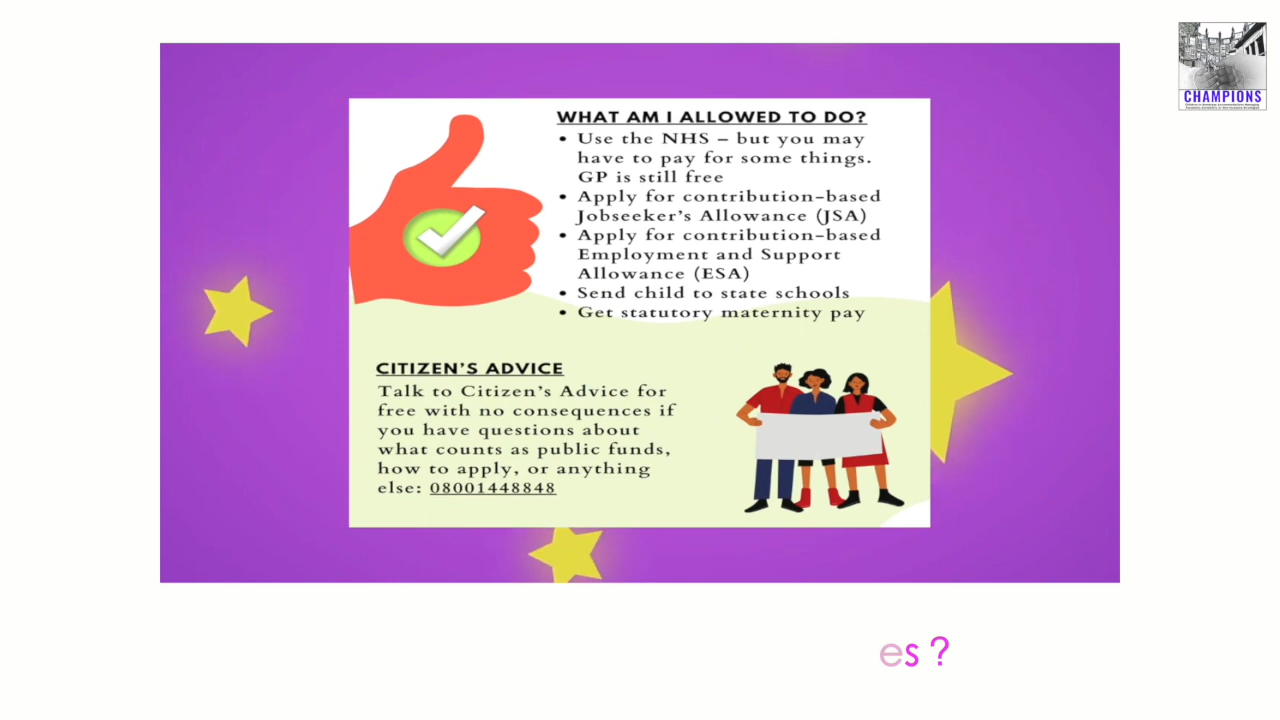 CHAMPIONS
WHAT AM I ALLOWED TO DO?
• Use the NHS – but you may
have to pay for some things.
GP is still free
• Apply for contribution-based
Jobseeker's Allowance (JSA)
• Apply for contribution-based
Employment and Support
Allowance (ESA)
• Send child to state schools
• Get statutory maternity pay
CITIZEN'S ADVICE
Talk to Citizen's Advice for
free with no consequences if
you have questions about
what counts as public funds,
how to apply, or anything
else: 08001448848
es ?